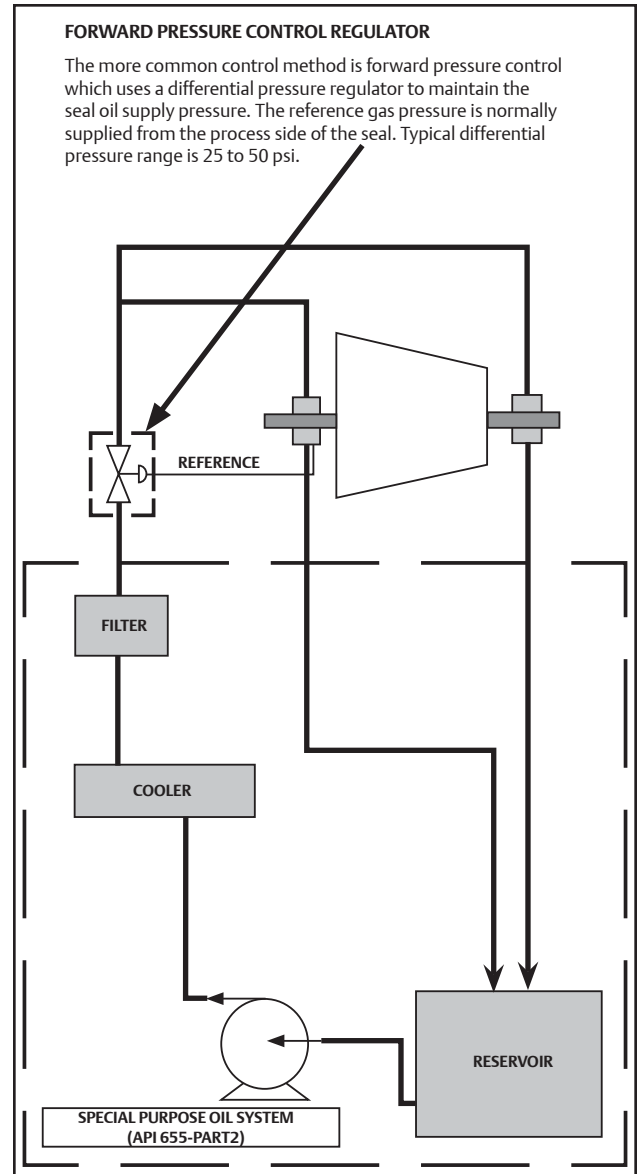 FORWARD PRESSURE CONTROL REGULATOR
The more common control method is forward pressure control
which uses a differential pressure regulator to maintain the
seal oil supply pressure. The reference gas pressure is normally
supplied from the process side of the seal. Typical differential
pressure range is 25 to 50 psi.
REFERENCE
FILTER
COOLER
RESERVOIR
SPECIAL PURPOSE OIL SYSTEM
(API 655-PART2)